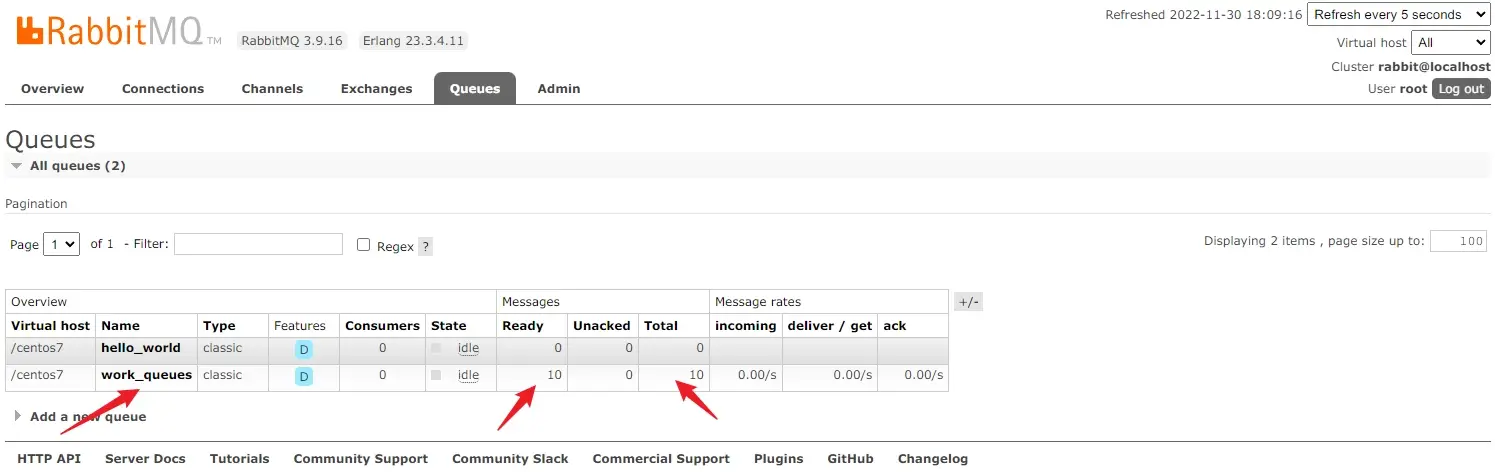 Refreshed 2022-11-30 18:09:16 Refresh every 5 seconds
RabbitMQ TM RabbitMQ 3.9.16 Erlang 23.3.4.11
Virtual host All
Cluster rabbit@localhost
User root Log out
Overview Connections Channels Exchanges Queues Admin
Queues
All queues (2)
Pagination
Page 1 of 1 - Filter: Regex ? Displaying 2 items , page size up to: 100
Overview Messages Message rates +/-
Virtual host Name Type Features Consumers State Ready Unacked Total incoming deliver / get ack
/centos7 hello_world classic D 0 idle 0 0 0
/centos7 work_queues classic D 0 idle 10 0 10 0.00/s 0.00/s 0.00/s
Add a new queue
HTTP API Server Docs Tutorials Community Support Community Slack Commercial Support Plugins GitHub Changelog